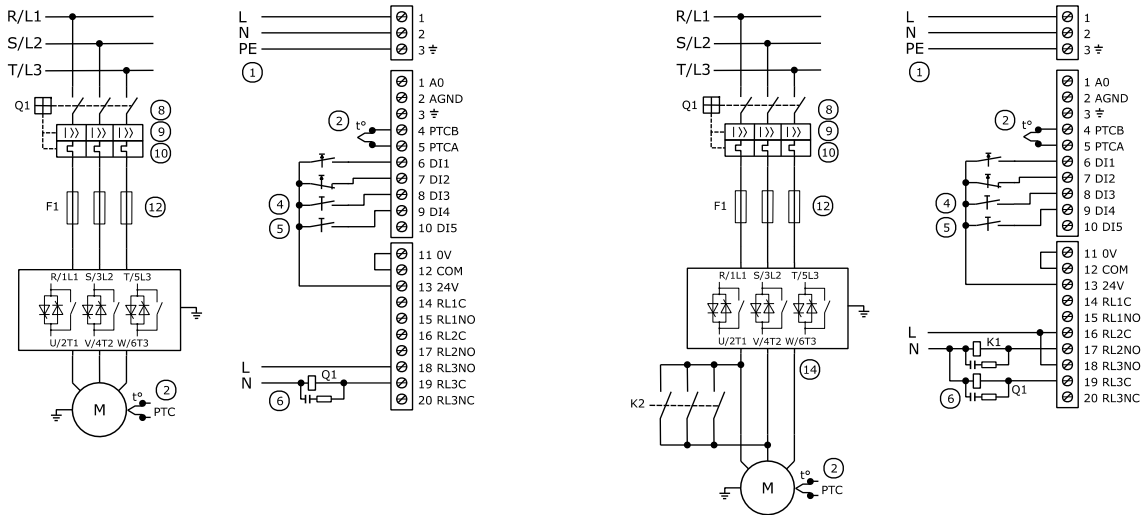 R/L1
S/L2
T/L3
Q1
8
9
10
F1
12
R/1L1 S/3L2 T/5L3
U/2T1 V/4T2 W/6T3
M
2
t°
PTC
L
N
PE
1
1
2
3
1 A0
2 AGND
3
4 PTCB
5 PTCA
6 DI1
7 DI2
8 DI3
9 DI4
10 DI5
2
t°
4
5
11 0V
12 COM
13 24V
14 RL1C
15 RL1NO
16 RL2C
17 RL2NO
18 RL3NO
19 RL3C
20 RL3NC
L
N
Q1
6
R/L1
S/L2
T/L3
Q1
8
9
10
F1
12
R/1L1 S/3L2 T/5L3
U/2T1 V/4T2 W/6T3
14
K2
M
2
t°
PTC
L
N
PE
1
1
2
3
1 A0
2 AGND
3
4 PTCB
5 PTCA
6 DI1
7 DI2
8 DI3
9 DI4
10 DI5
2
t°
4
5
11 0V
12 COM
13 24V
14 RL1C
15 RL1NO
16 RL2C
17 RL2NO
18 RL3NO
19 RL3C
20 RL3NC
L
N
K1
Q1
6